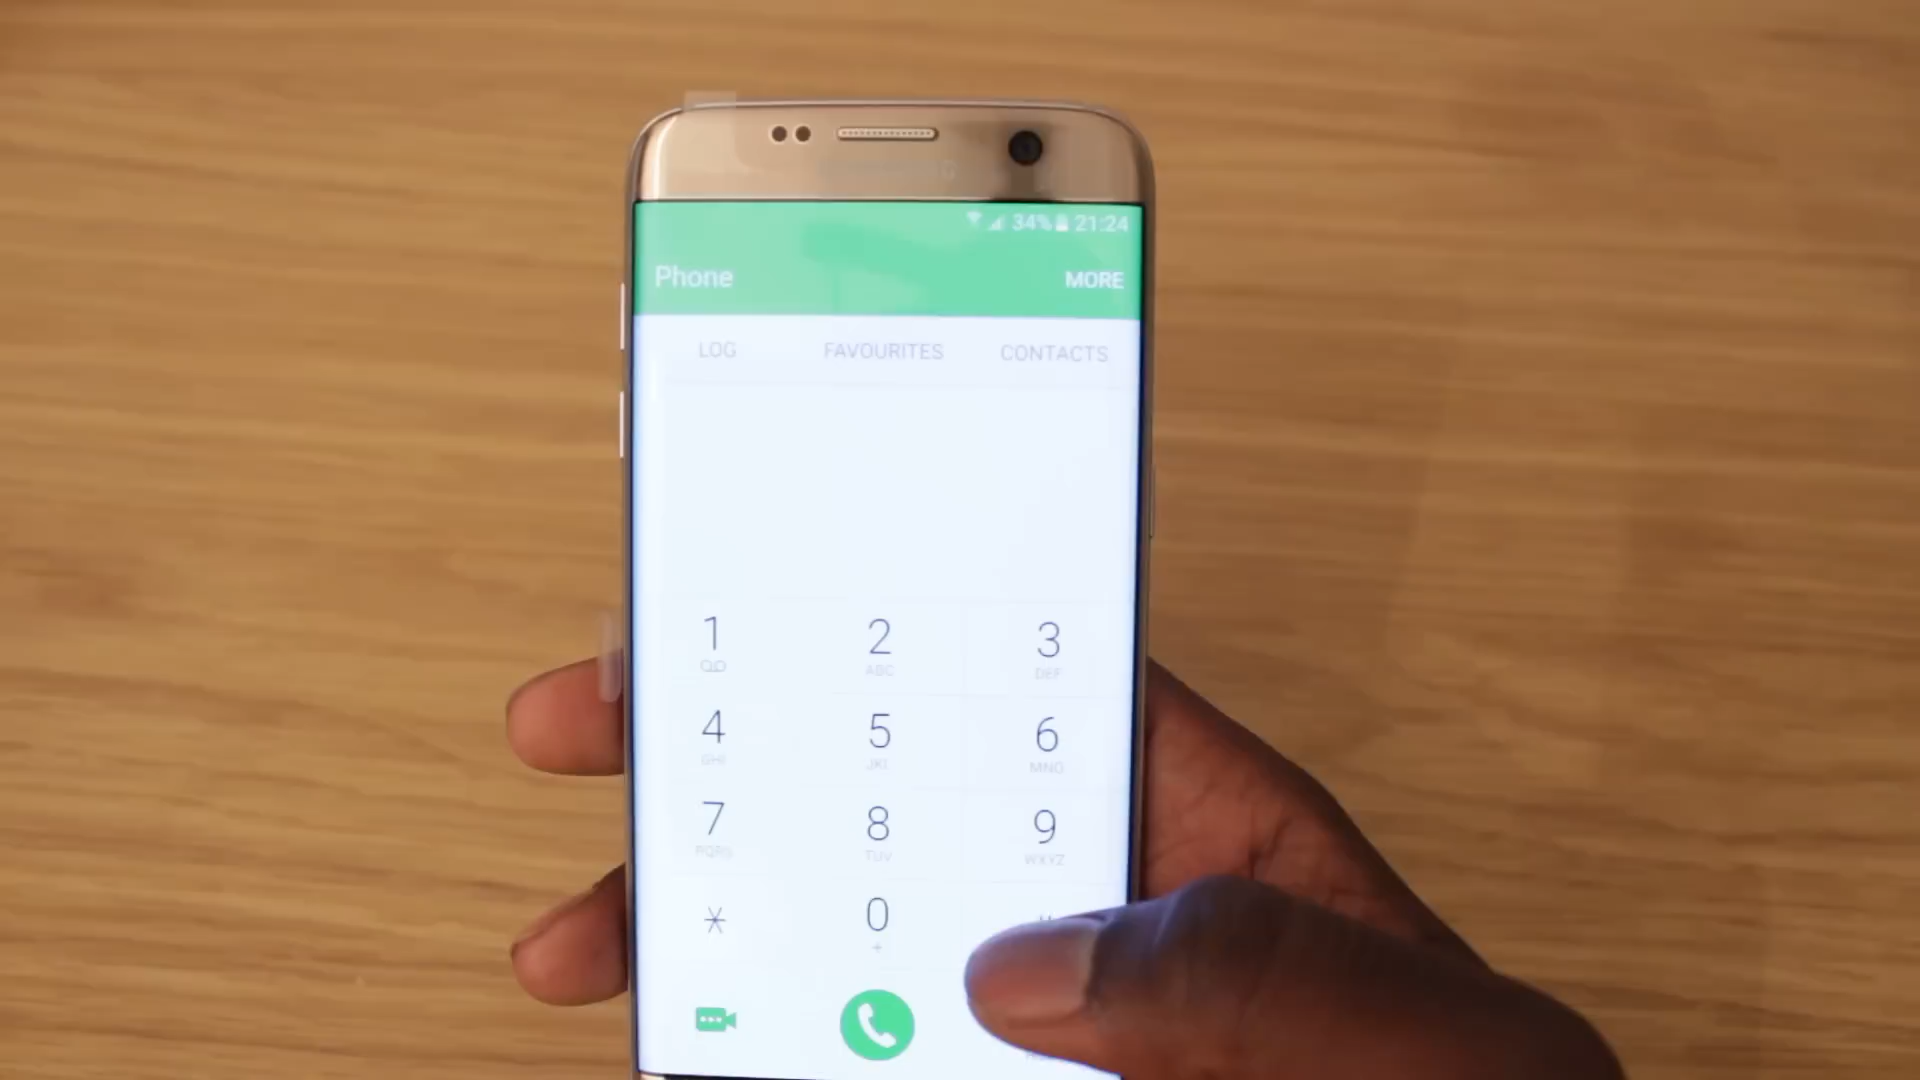 34% 21:24
Phone MORE
LOG FAVOURITES CONTACTS
1 2 3
ABC DEF
4 5 6
GHI JKL MNO
7 8 9
PQRS TUV WXYZ
* 0
+